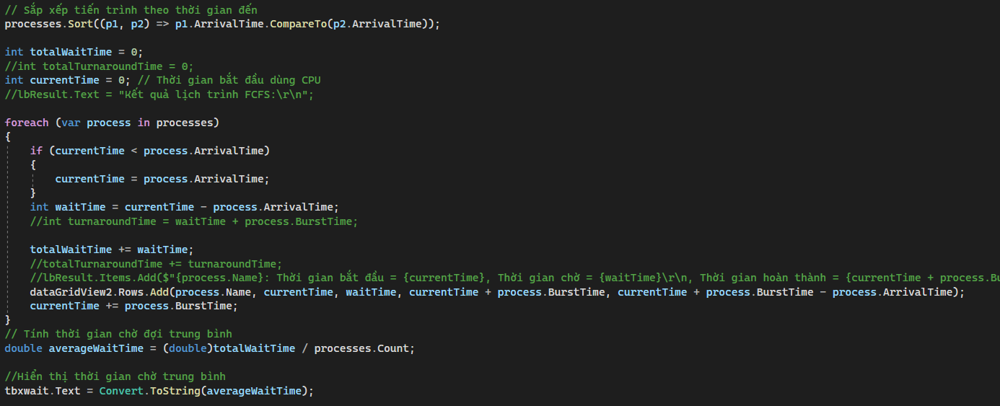 // Sắp xếp tiến trình theo thời gian đến
processes.Sort((p1, p2) => p1.ArrivalTime.CompareTo(p2.ArrivalTime));
int totalWaitTime = 0;
//int totalTurnaroundTime = 0;
int currentTime = 0; // Thời gian bắt đầu dùng CPU
//lbResult.Text = "Kết quả lịch trình FCFS:\r\n";
foreach (var process in processes)
{
if (currentTime < process.ArrivalTime)
{
currentTime = process.ArrivalTime;
}
int waitTime = currentTime - process.ArrivalTime;
//int turnaroundTime = waitTime + process.BurstTime;
totalWaitTime += waitTime;
//totalTurnaroundTime += turnaroundTime;
//lbResult.Items.Add($"{process.Name}: Thời gian bắt đầu = {currentTime}, Thời gian chờ = {waitTime}\r\n, Thời gian hoàn thành = {currentTime + process.Bu
dataGridView2.Rows.Add(process.Name, currentTime, waitTime, currentTime + process.BurstTime, currentTime + process.BurstTime - process.ArrivalTime);
currentTime += process.BurstTime;
}
// Tính thời gian chờ đợi trung bình
double averageWaitTime = (double)totalWaitTime / processes.Count;
//Hiển thị thời gian chờ trung bình
tbxwait.Text = Convert.ToString(averageWaitTime);